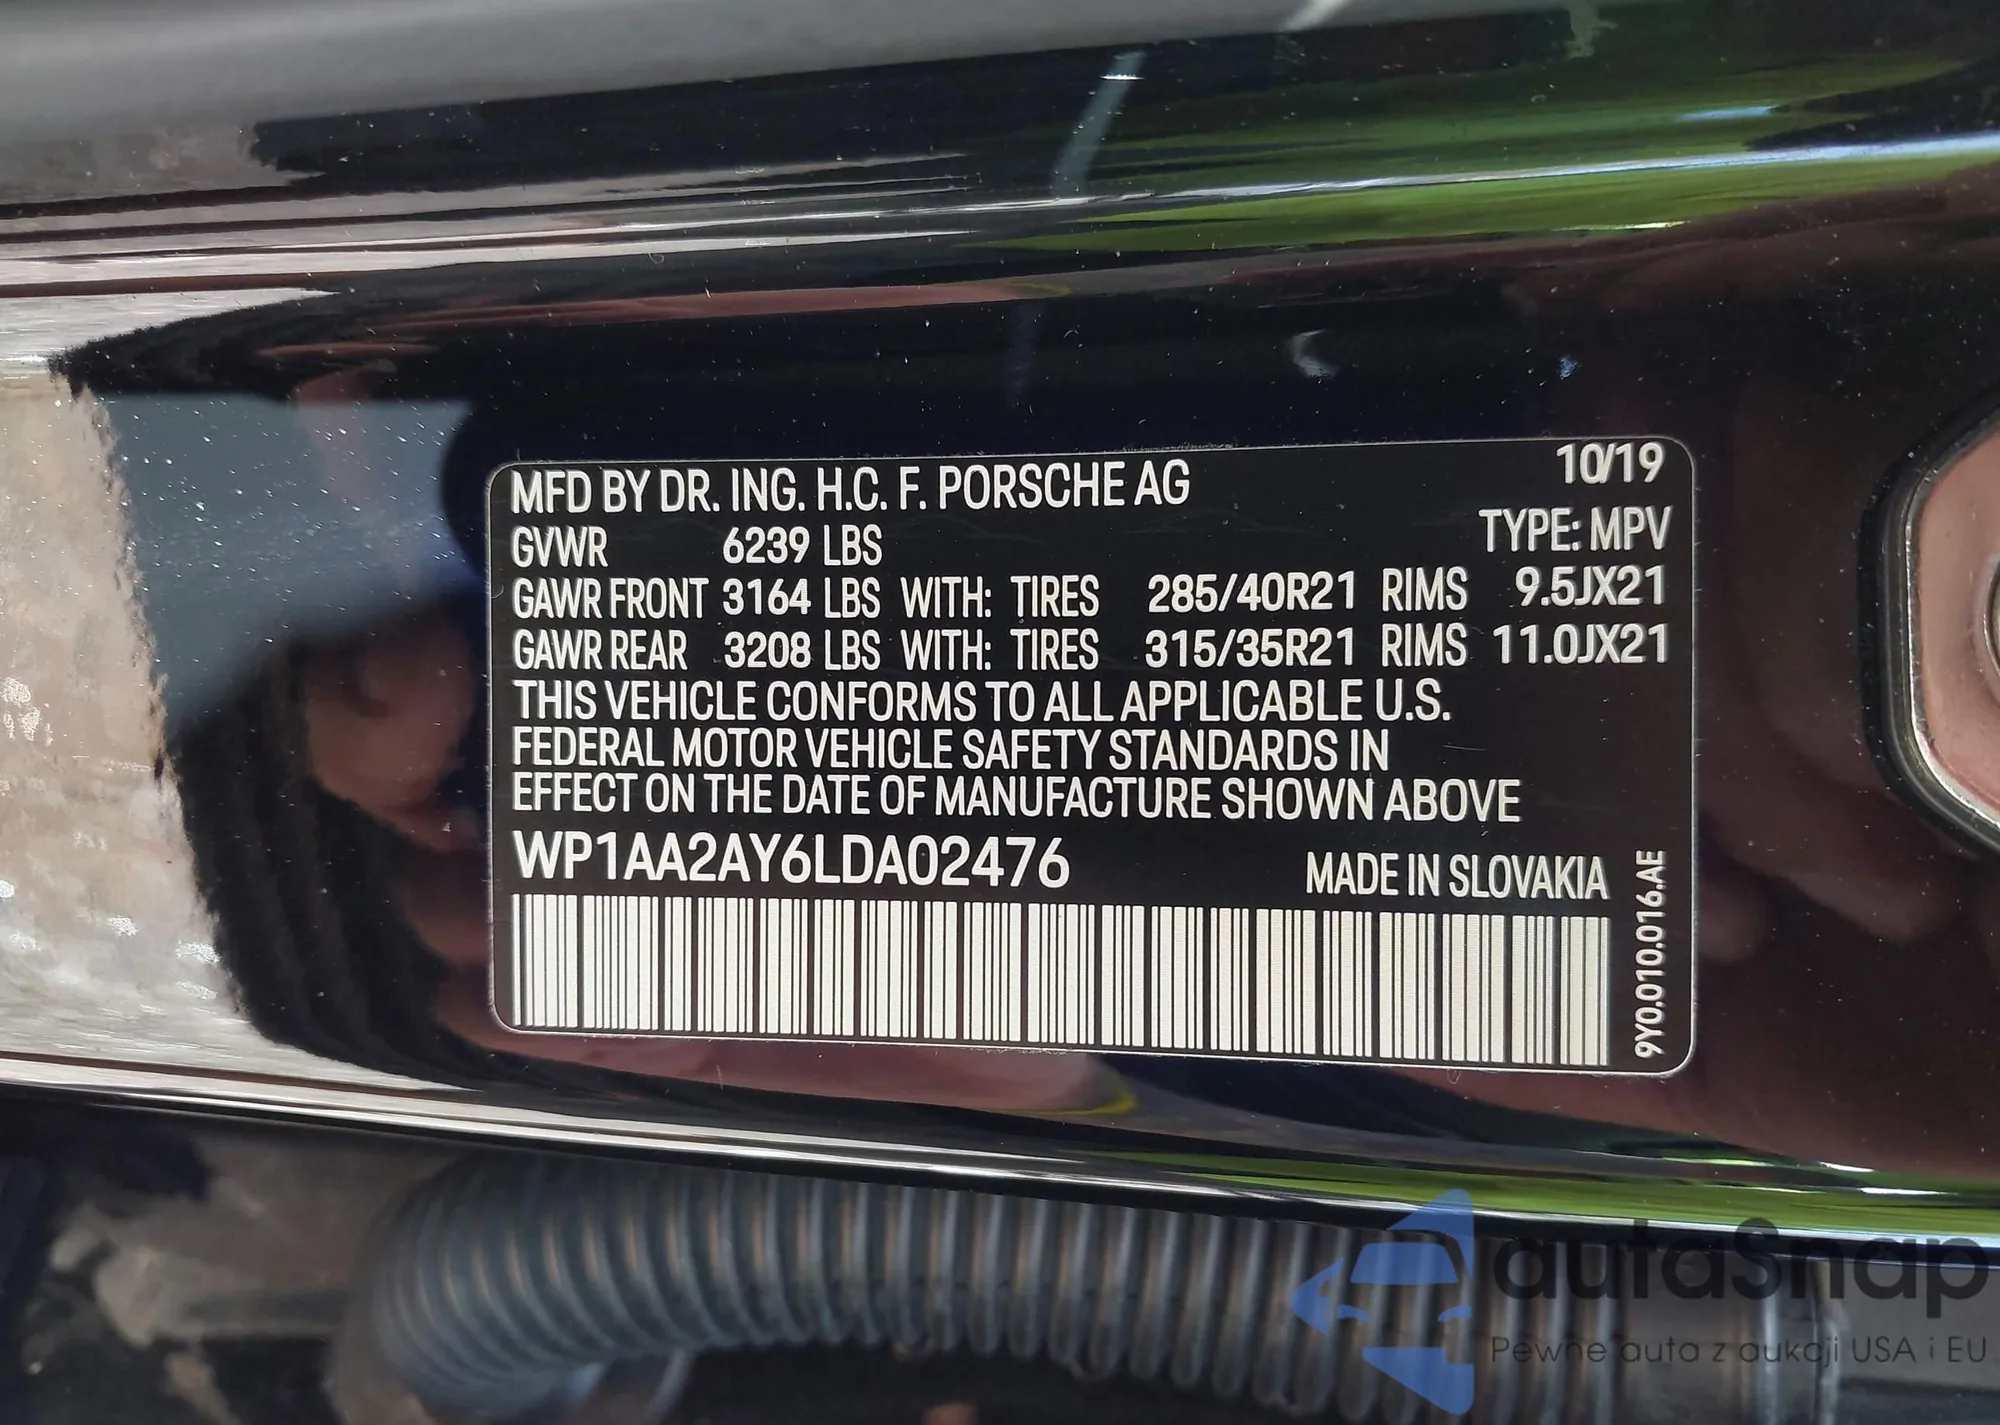 MFD BY DR. ING. H.C. F. PORSCHE AG 10/19
GVWR 6239 LBS TYPE: MPV
GAWR FRONT 3164 LBS WITH: TIRES 285/40R21 RIMS 9.5JX21
GAWR REAR 3208 LBS WITH: TIRES 315/35R21 RIMS 11.0JX21
THIS VEHICLE CONFORMS TO ALL APPLICABLE U.S.
FEDERAL MOTOR VEHICLE SAFETY STANDARDS IN
EFFECT ON THE DATE OF MANUFACTURE SHOWN ABOVE
WP1AA2AY6LDA02476 MADE IN SLOVAKIA
9Y0.010.016.AE
autaSnap
Pewne auta z aukcji USA i EU